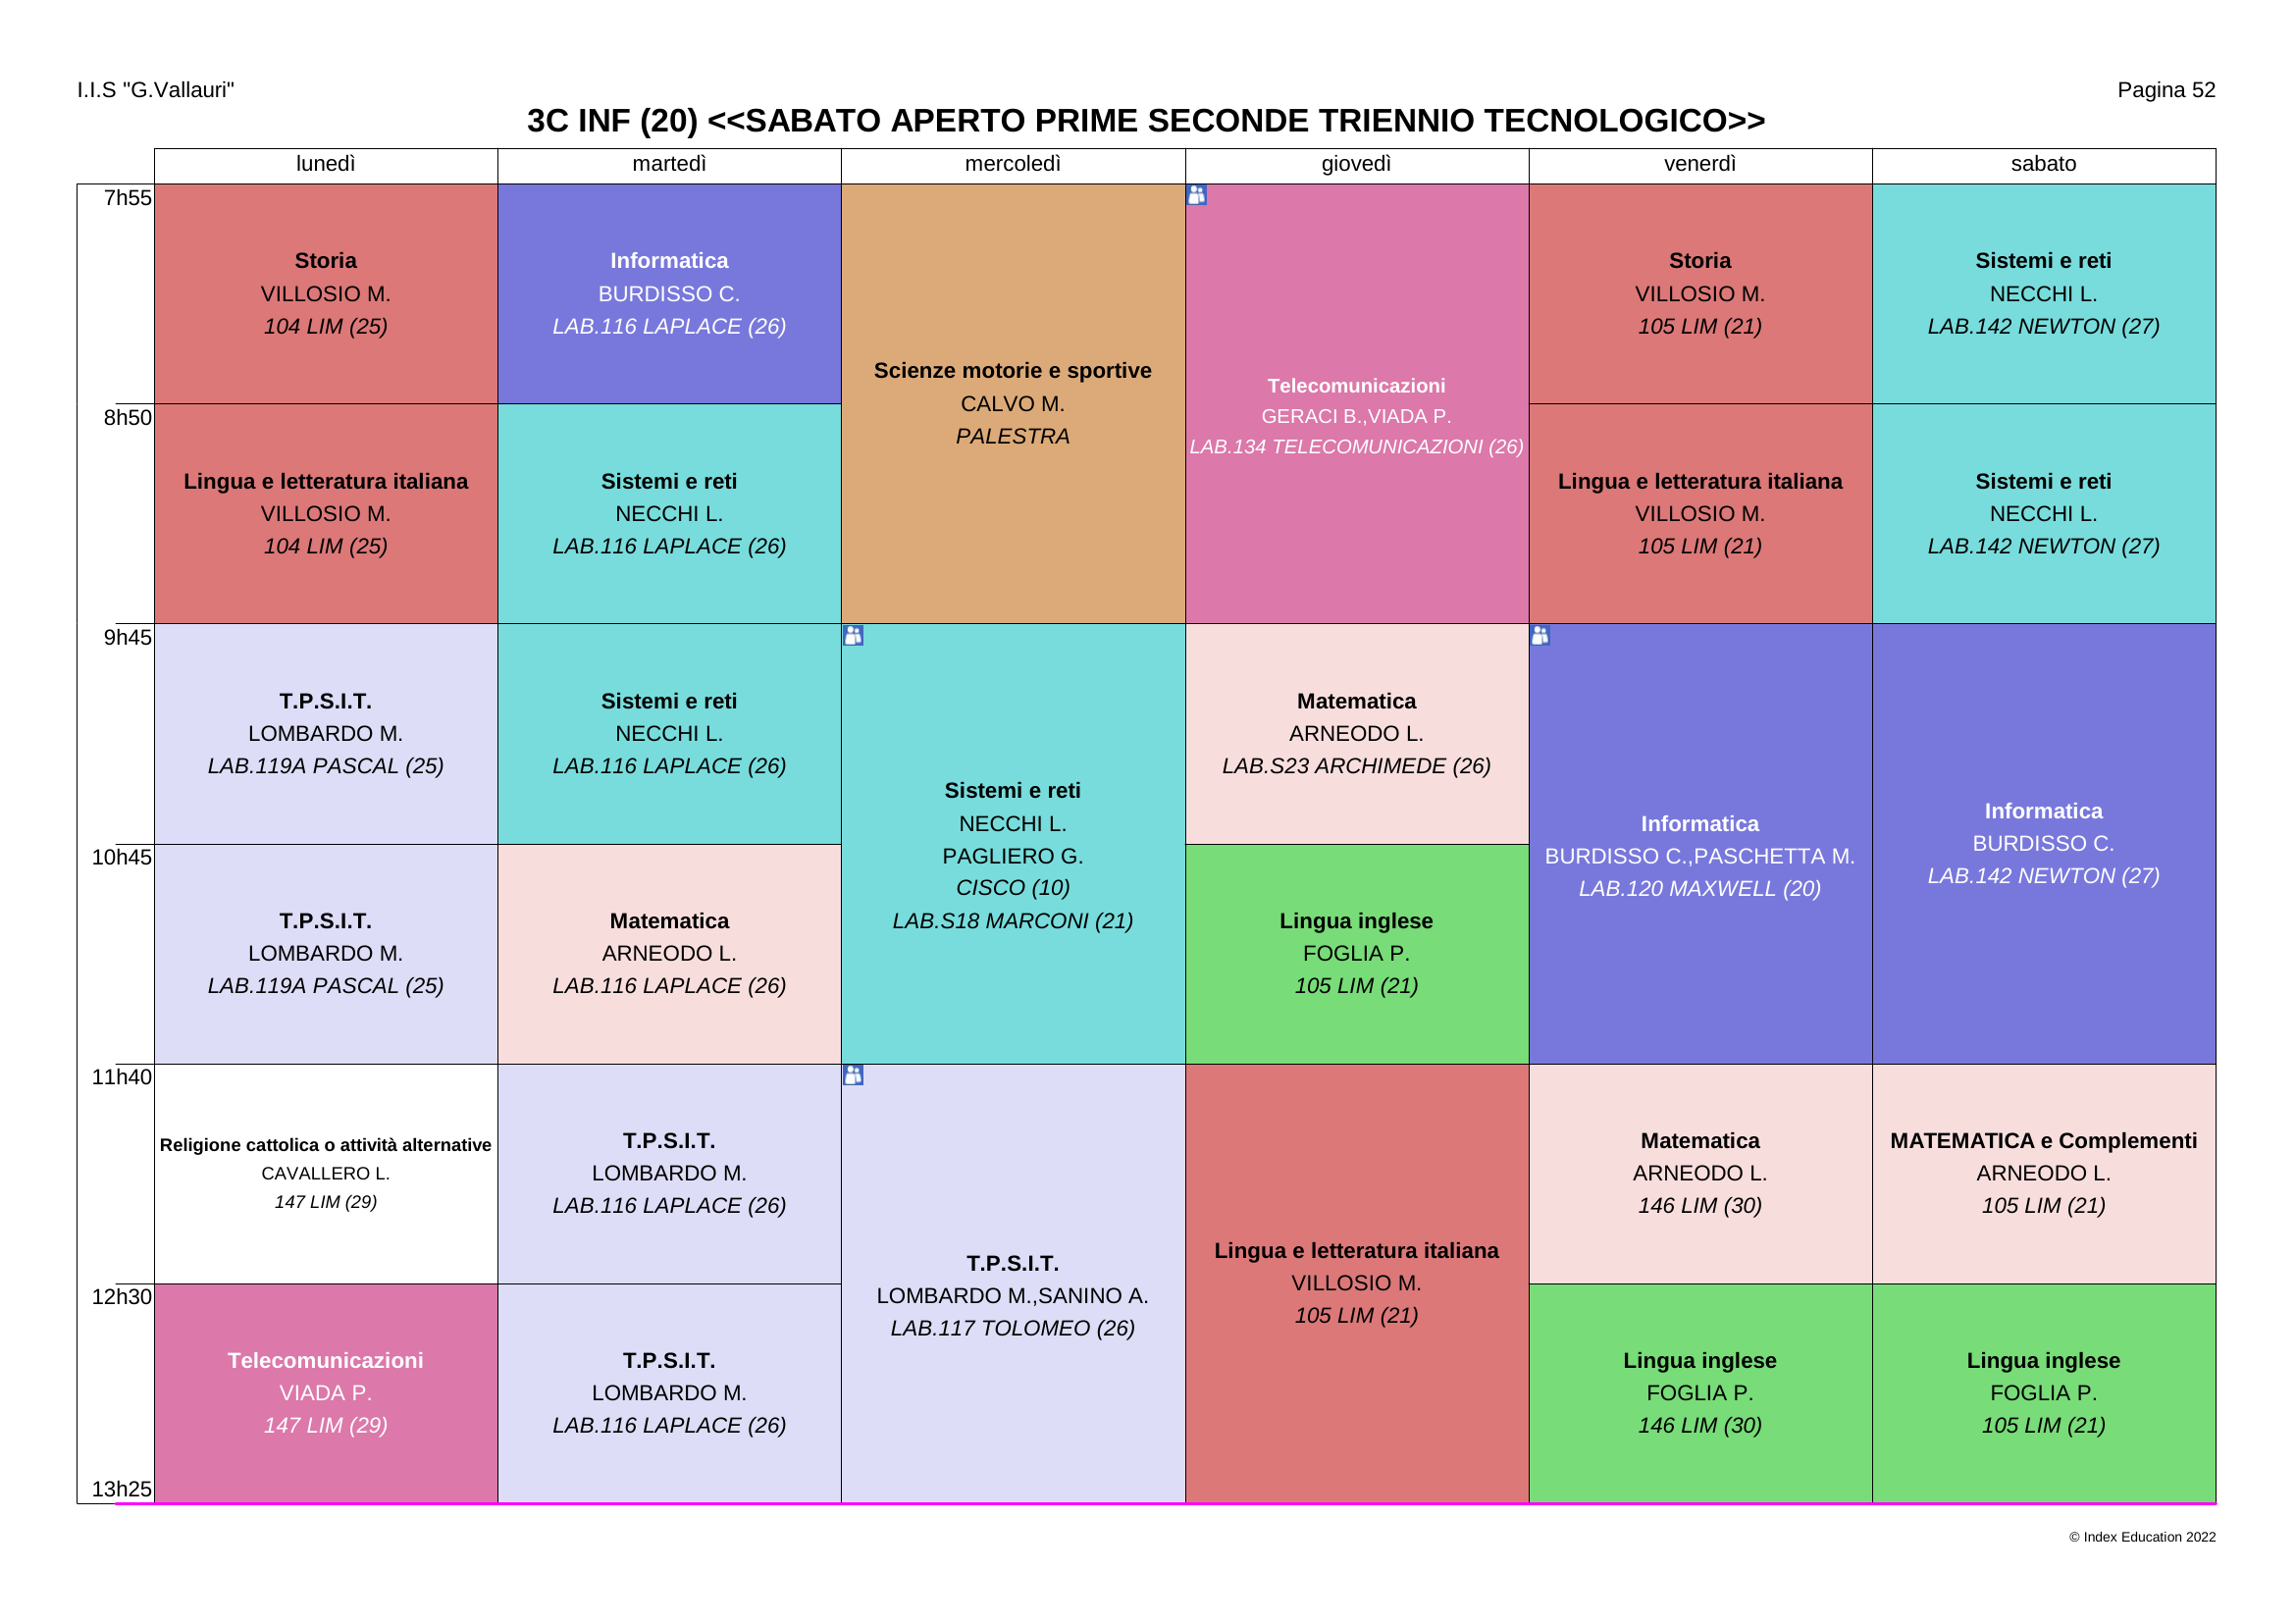 I.I.S "G.Vallauri"
Pagina 52
3C INF (20) <<SABATO APERTO PRIME SECONDE TRIENNIO TECNOLOGICO>>
lunedì
martedì
mercoledì
giovedì
venerdì
sabato
7h55
Storia
VILLOSIO M.
104 LIM (25)
Informatica
BURDISSO C.
LAB.116 LAPLACE (26)
Scienze motorie e sportive
CALVO M.
PALESTRA
Telecomunicazioni
GERACI B.,VIADA P.
LAB.134 TELECOMUNICAZIONI (26)
Storia
VILLOSIO M.
105 LIM (21)
Sistemi e reti
NECCHI L.
LAB.142 NEWTON (27)
8h50
Lingua e letteratura italiana
VILLOSIO M.
104 LIM (25)
Sistemi e reti
NECCHI L.
LAB.116 LAPLACE (26)
Lingua e letteratura italiana
VILLOSIO M.
105 LIM (21)
Sistemi e reti
NECCHI L.
LAB.142 NEWTON (27)
9h45
T.P.S.I.T.
LOMBARDO M.
LAB.119A PASCAL (25)
Sistemi e reti
NECCHI L.
LAB.116 LAPLACE (26)
Sistemi e reti
NECCHI L.
PAGLIERO G.
CISCO (10)
LAB.S18 MARCONI (21)
Matematica
ARNEODO L.
LAB.S23 ARCHIMEDE (26)
Informatica
BURDISSO C.,PASCHETTA M.
LAB.120 MAXWELL (20)
Informatica
BURDISSO C.
LAB.142 NEWTON (27)
10h45
T.P.S.I.T.
LOMBARDO M.
LAB.119A PASCAL (25)
Matematica
ARNEODO L.
LAB.116 LAPLACE (26)
Lingua inglese
FOGLIA P.
105 LIM (21)
11h40
Religione cattolica o attività alternative
CAVALLERO L.
147 LIM (29)
T.P.S.I.T.
LOMBARDO M.
LAB.116 LAPLACE (26)
T.P.S.I.T.
LOMBARDO M.,SANINO A.
LAB.117 TOLOMEO (26)
Lingua e letteratura italiana
VILLOSIO M.
105 LIM (21)
Matematica
ARNEODO L.
146 LIM (30)
MATEMATICA e Complementi
ARNEODO L.
105 LIM (21)
12h30
Telecomunicazioni
VIADA P.
147 LIM (29)
T.P.S.I.T.
LOMBARDO M.
LAB.116 LAPLACE (26)
Lingua inglese
FOGLIA P.
146 LIM (30)
Lingua inglese
FOGLIA P.
105 LIM (21)
13h25
© Index Education 2022